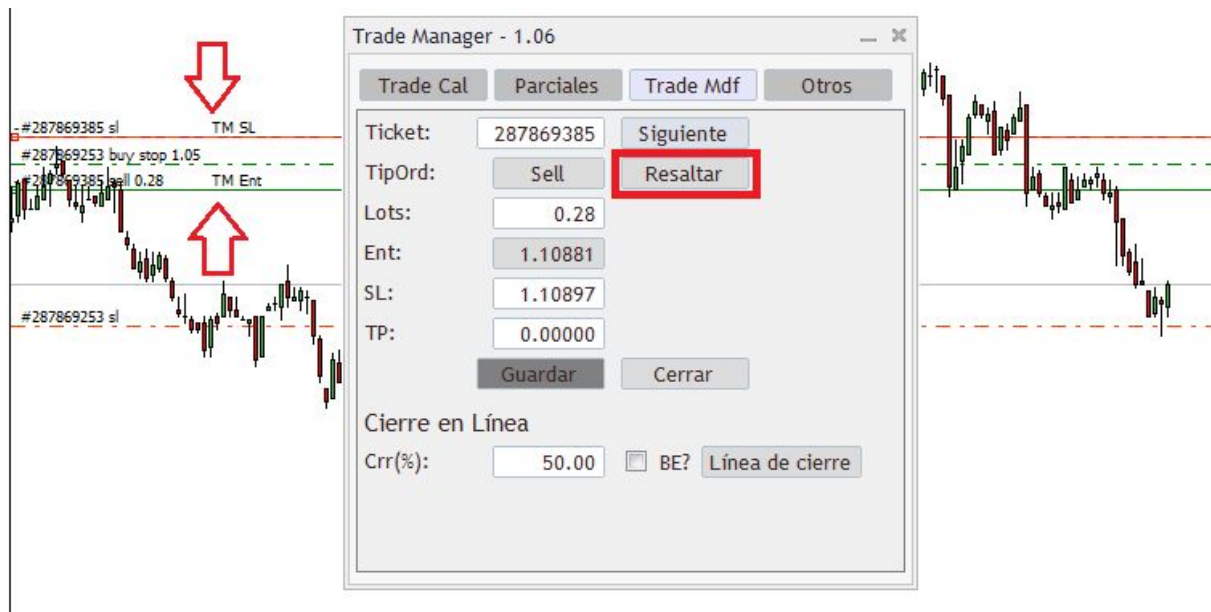 Trade Manager - 1.06
Trade Cal Parciales Trade Mdf Otros
-#287869385 sl TM SL
#287869253 buy stop 1.05
#287869385 sell 0.28 TM Ent
#287869253 sl
Ticket: 287869385 Siguiente
TipOrd: Sell Resaltar
Lots: 0.28
Ent: 1.10881
SL: 1.10897
TP: 0.00000
Guardar Cerrar
Cierre en Línea
Crr(%): 50.00 BE? Línea de cierre